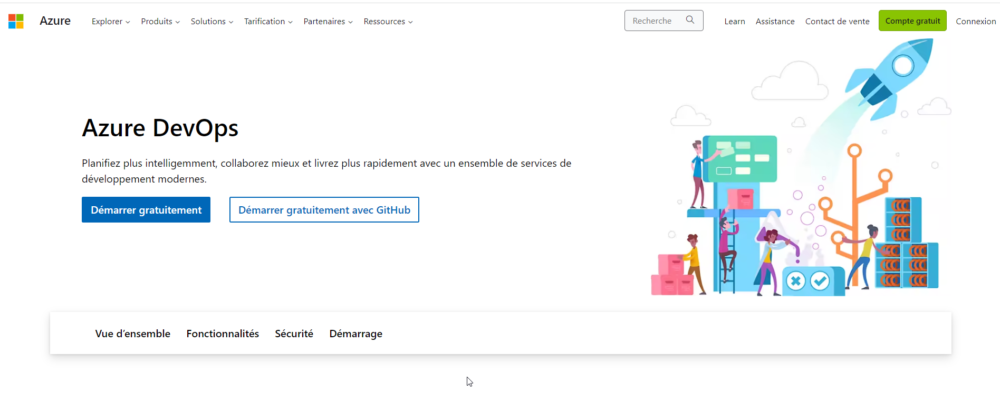 Azure
Explorer
Produits
Solutions
Tarification
Partenaires
Ressources
Recherche
Learn
Assistance
Contact de vente
Compte gratuit
Connexion
Azure DevOps
Planifiez plus intelligemment, collaborez mieux et livrez plus rapidement avec un ensemble de services de
développement modernes.
Démarrer gratuitement
Démarrer gratuitement avec GitHub
Vue d’ensemble
Fonctionnalités
Sécurité
Démarrage